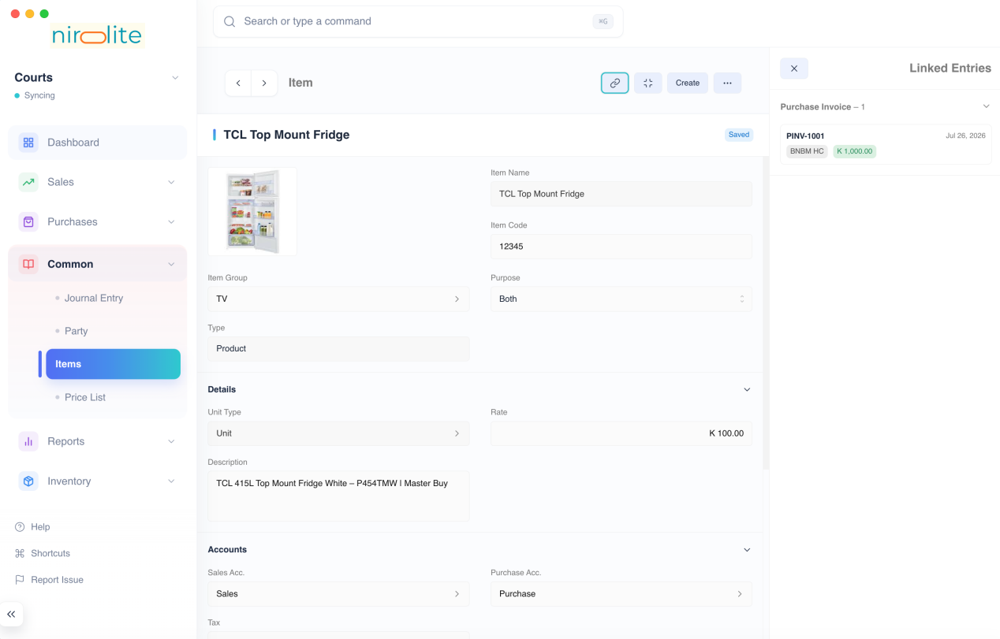 nirolite
Search or type a command
⌘G
Courts
Syncing
Dashboard
Sales
Purchases
Common
Journal Entry
Party
Items
Price List
Reports
Inventory
Help
Shortcuts
Report Issue
Item
Create
TCL Top Mount Fridge
Saved
Item Name
TCL Top Mount Fridge
Item Code
12345
Item Group
TV
Purpose
Both
Type
Product
Details
Unit Type
Unit
Rate
K 100.00
Description
TCL 415L Top Mount Fridge White – P454TMW | Master Buy
Accounts
Sales Acc.
Sales
Purchase Acc.
Purchase
Tax
Linked Entries
Purchase Invoice – 1
PINV-1001
Jul 26, 2026
BNBM HC
K 1,000.00